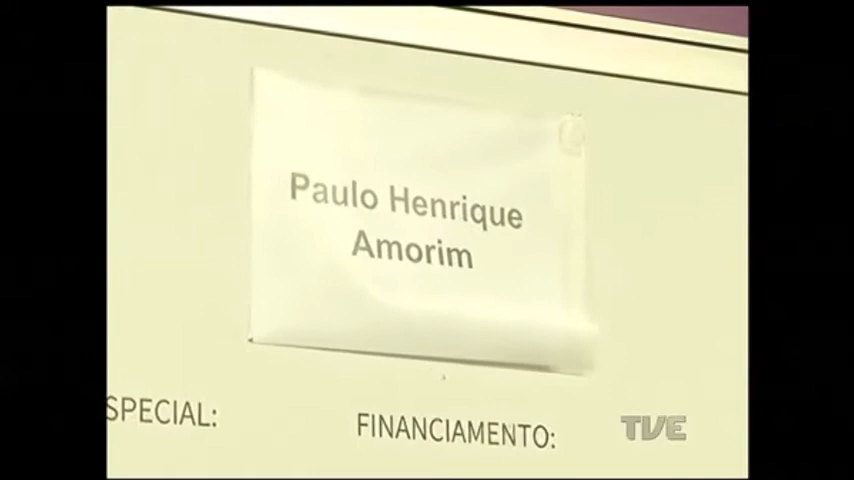 Paulo Henrique
Amorim
SPECIAL:
FINANCIAMENTO:
TVE